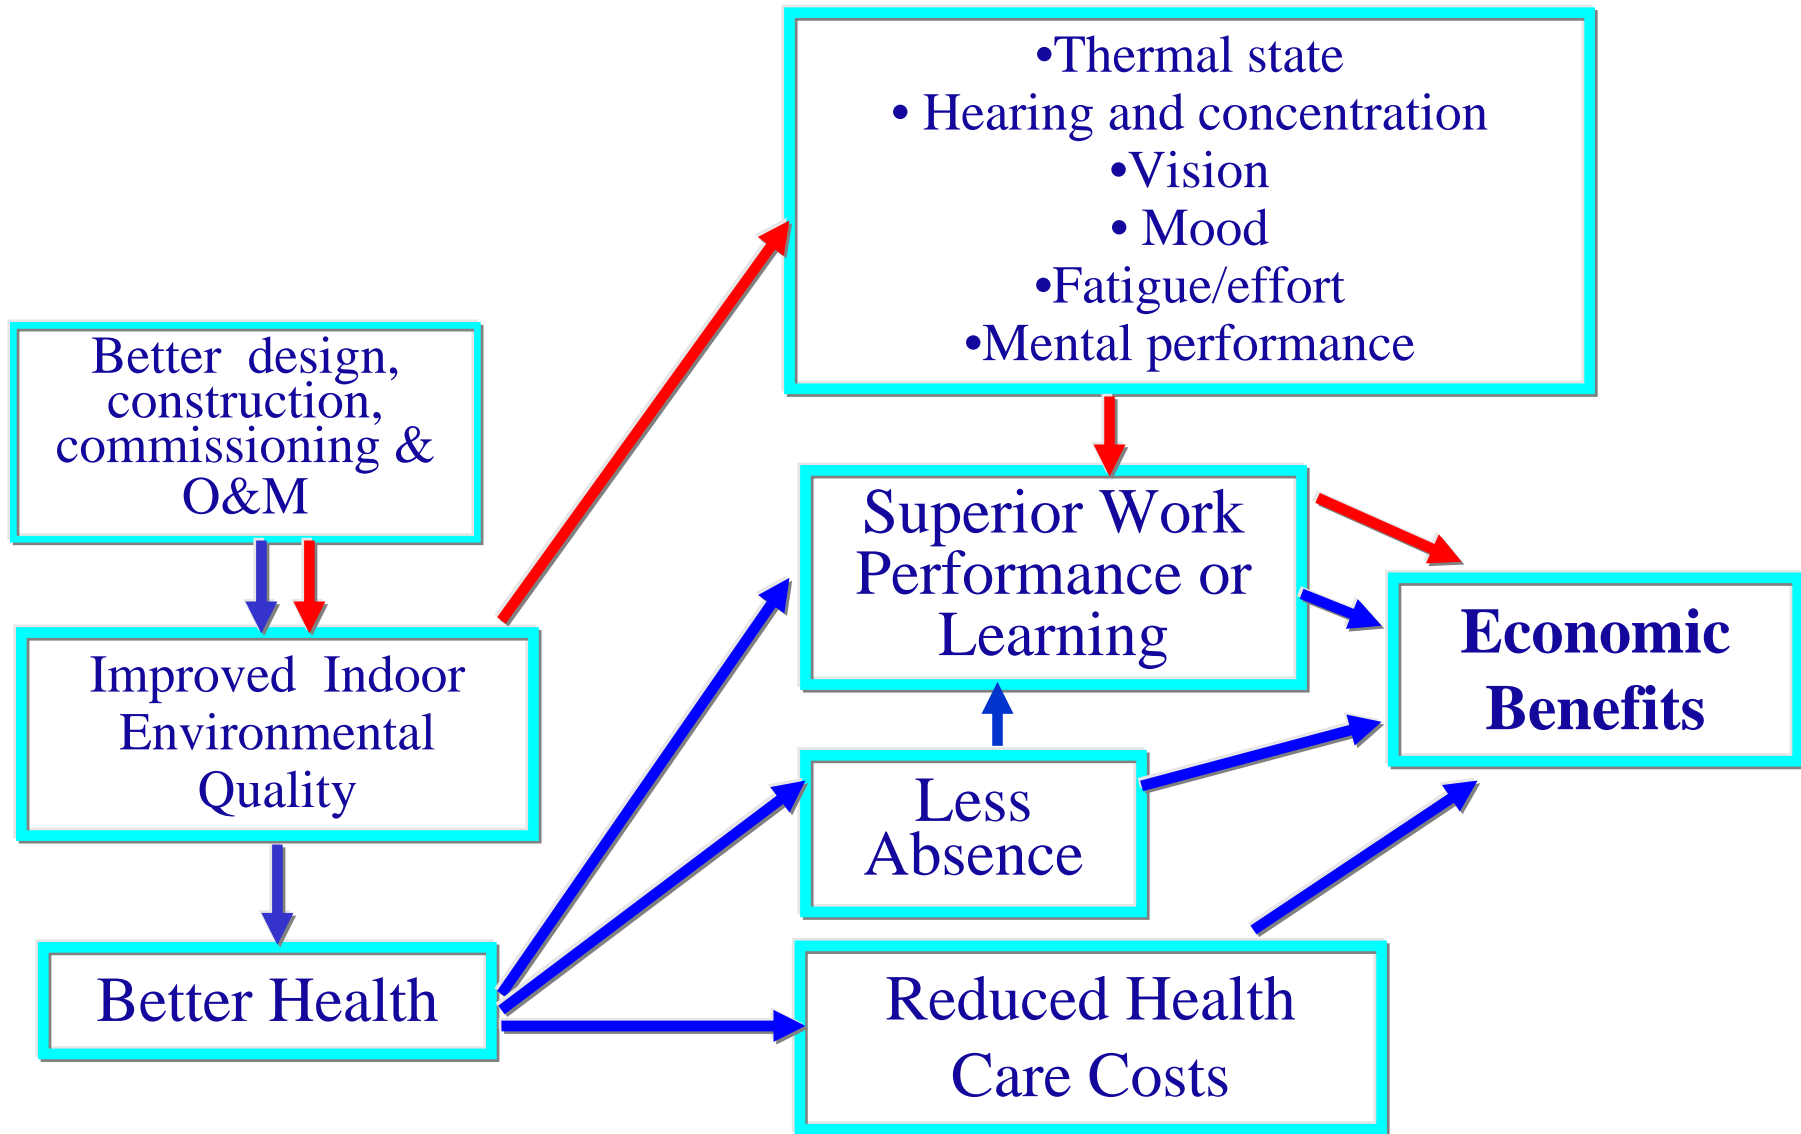 •Thermal state
• Hearing and concentration
•Vision
• Mood
•Fatigue/effort
•Mental performance
Better design,
construction,
commissioning &
O&M
Superior Work
Performance or
Learning
Economic
Benefits
Improved Indoor
Environmental
Quality
Less
Absence
Better Health
Reduced Health
Care Costs